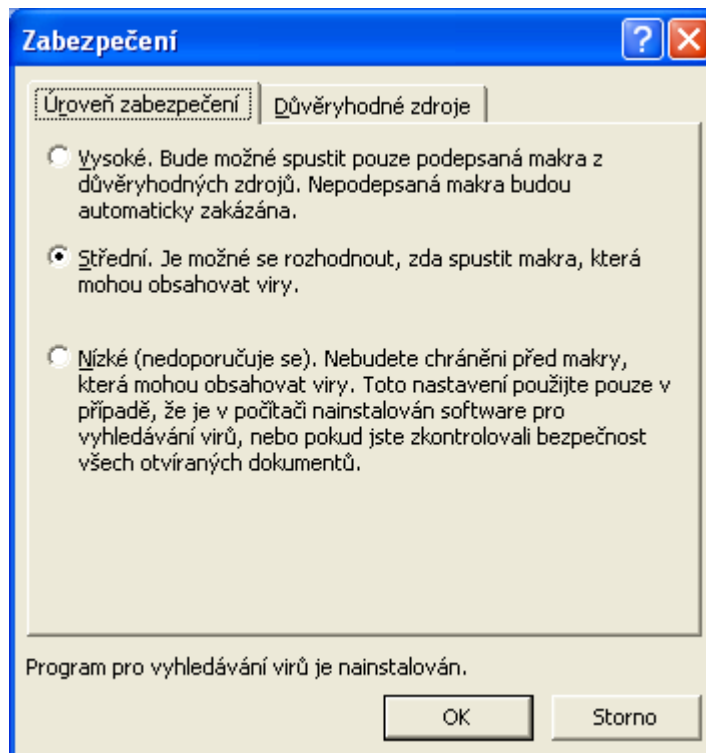 Zabezpečení
Úroveň zabezpečení
Důvěryhodné zdroje
Vysoké. Bude možné spustit pouze podepsaná makra z
důvěryhodných zdrojů. Nepodepsaná makra budou
automaticky zakázána.
Střední. Je možné se rozhodnout, zda spustit makra, která
mohou obsahovat viry.
Nízké (nedoporučuje se). Nebudete chráněni před makry,
která mohou obsahovat viry. Toto nastavení použijte pouze v
případě, že je v počítači nainstalován software pro
vyhledávání virů, nebo pokud jste zkontrolovali bezpečnost
všech otvíraných dokumentů.
Program pro vyhledávání virů je nainstalován.
OK
Storno